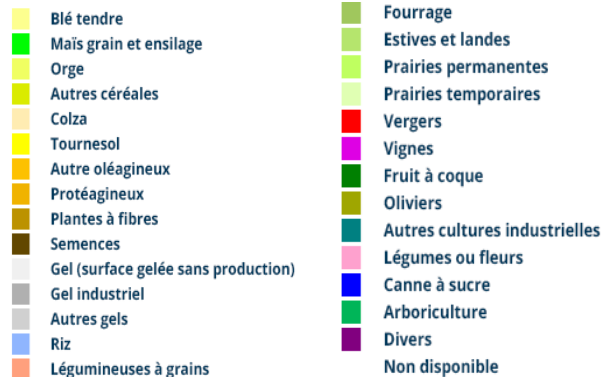 Blé tendre
Maïs grain et ensilage
Orge
Autres céréales
Colza
Tournesol
Autre oléagineux
Protéagineux
Plantes à fibres
Semences
Gel (surface gelée sans production)
Gel industriel
Autres gels
Riz
Légumineuses à grains
Fourrage
Estives et landes
Prairies permanentes
Prairies temporaires
Vergers
Vignes
Fruit à coque
Oliviers
Autres cultures industrielles
Légumes ou fleurs
Canne à sucre
Arboriculture
Divers
Non disponible